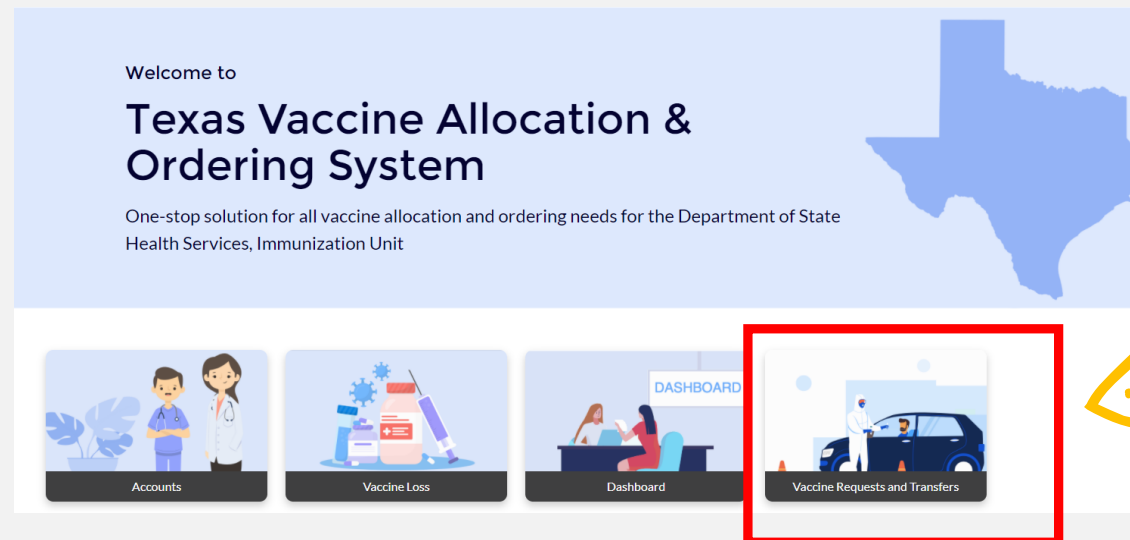 Welcome to
Texas Vaccine Allocation &
Ordering System
One-stop solution for all vaccine allocation and ordering needs for the Department of State
Health Services, Immunization Unit
DASHBOARD
Accounts
Vaccine Loss
Dashboard
Vaccine Requests and Transfers